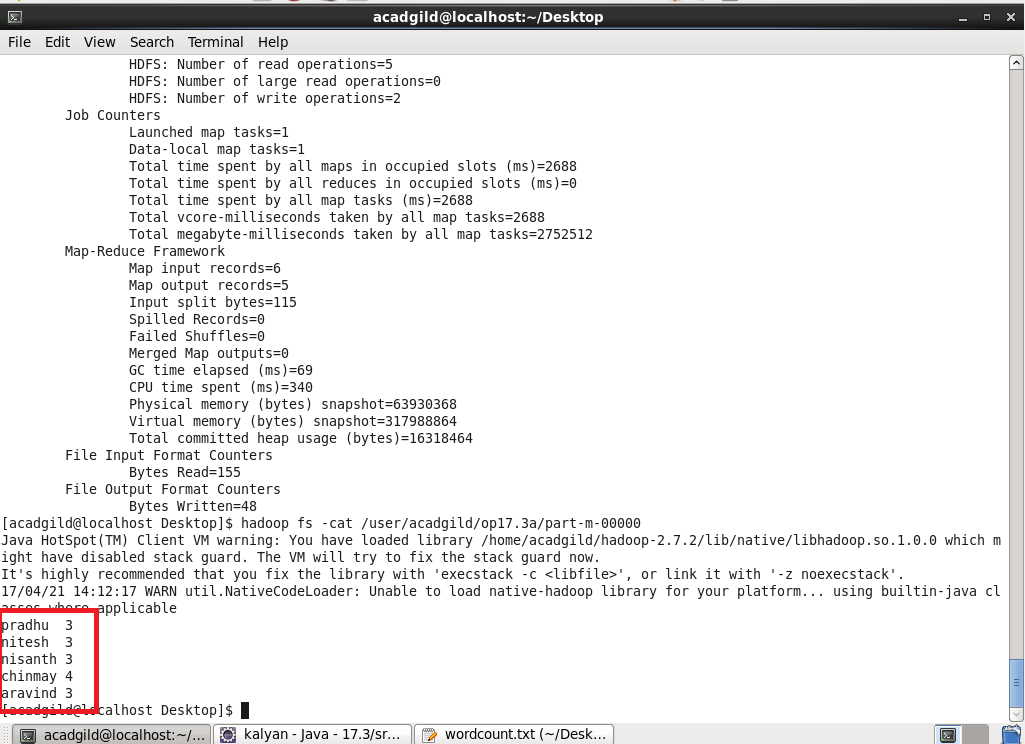 acadgild@localhost:~/Desktop
File Edit View Search Terminal Help
HDFS: Number of read operations=5
HDFS: Number of large read operations=0
HDFS: Number of write operations=2
Job Counters
Launched map tasks=1
Data-local map tasks=1
Total time spent by all maps in occupied slots (ms)=2688
Total time spent by all reduces in occupied slots (ms)=0
Total time spent by all map tasks (ms)=2688
Total vcore-milliseconds taken by all map tasks=2688
Total megabyte-milliseconds taken by all map tasks=2752512
Map-Reduce Framework
Map input records=6
Map output records=5
Input split bytes=115
Spilled Records=0
Failed Shuffles=0
Merged Map outputs=0
GC time elapsed (ms)=69
CPU time spent (ms)=340
Physical memory (bytes) snapshot=63930368
Virtual memory (bytes) snapshot=317988864
Total committed heap usage (bytes)=16318464
File Input Format Counters
Bytes Read=155
File Output Format Counters
Bytes Written=48
[acadgild@localhost Desktop]$ hadoop fs -cat /user/acadgild/op17.3a/part-m-00000
Java HotSpot(TM) Client VM warning: You have loaded library /home/acadgild/hadoop-2.7.2/lib/native/libhadoop.so.1.0.0 which m
ight have disabled stack guard. The VM will try to fix the stack guard now.
It's highly recommended that you fix the library with 'execstack -c <libfile>', or link it with '-z noexecstack'.
17/04/21 14:12:17 WARN util.NativeCodeLoader: Unable to load native-hadoop library for your platform... using builtin-java cl
asses where applicable
pradhu 3
nitesh 3
nisanth 3
chinmay 4
aravind 3
[acadgild@localhost Desktop]$
acadgild@localhost:~/... kalyan - Java - 17.3/sr... wordcount.txt (~/Desk...